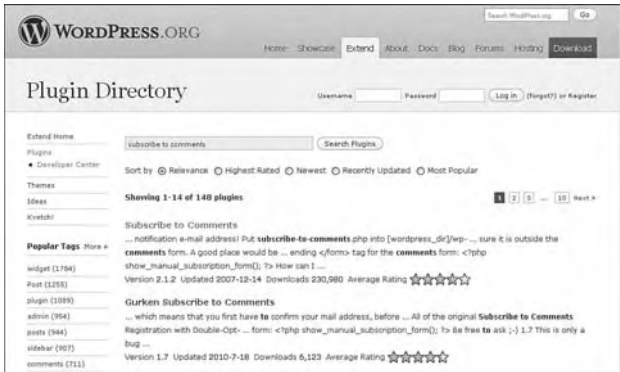 Search WordPress.org Go
WORDPRESS.ORG
Home Showcase Extend About Docs Blog Forums Hosting Download
Plugin Directory
Username Password Log in (forgot?) or Register
Extend Home
Plugins
• Developer Center
Themes
Ideas
Kvetch!
Popular Tags More »
widget (1784)
Post (1255)
plugin (1089)
admin (954)
posts (944)
sidebar (907)
comments (711)
subscribe to comments Search Plugins
Sort by Relevance Highest Rated Newest Recently Updated Most Popular
Showing 1-14 of 148 plugins 1 2 3 ... 10 Next »
Subscribe to Comments
... notification e-mail address! Put subscribe-to-comments.php into [wordpress_dir]/wp- ... sure it is outside the
comments form. A good place would be ... ending </form> tag for the comments form: <?php
show_manual_subscription_form(); ?> How can I ...
Version 2.1.2 Updated 2007-12-14 Downloads 230,980 Average Rating
Gurken Subscribe to Comments
... which means that you first have to confirm your mail address, before ... All of the original Subscribe to Comments
Registration with Double-Opt- ... form: <?php show_manual_subscription_form(); ?> Be free to ask ;-) 1.7 This is only a
bug ...
Version 1.7 Updated 2010-7-18 Downloads 6,123 Average Rating